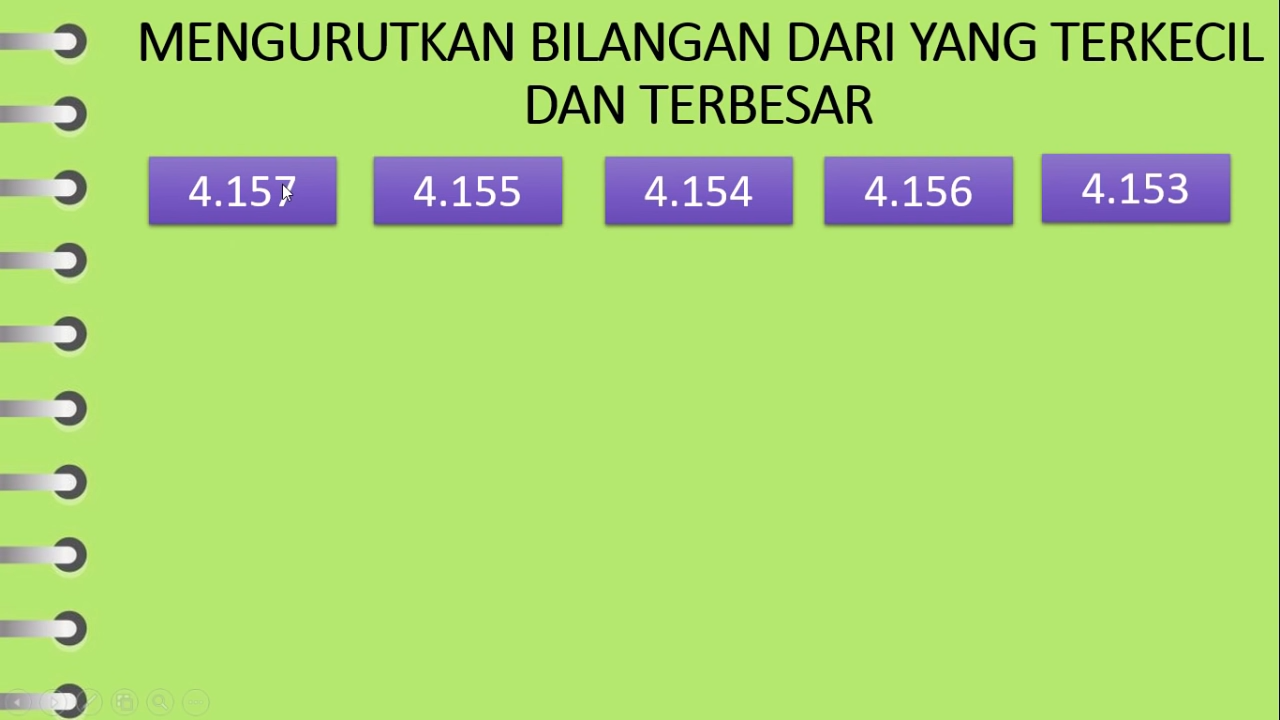 MENGURUTKAN BILANGAN DARI YANG TERKECIL
DAN TERBESAR
4.157 4.155 4.154 4.156 4.153